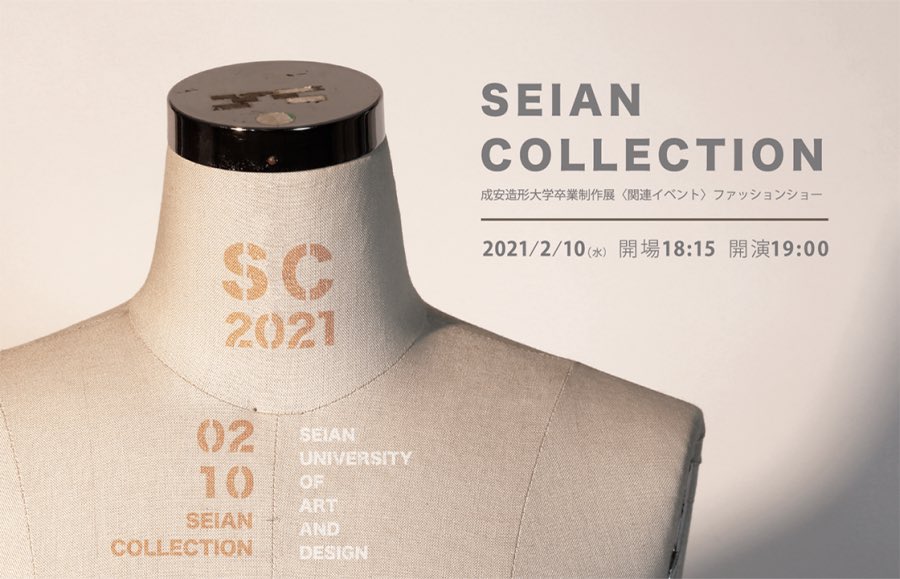 SEIAN
COLLECTION
成安造形大学卒業制作展〈関連イベント〉ファッションショー
2021/2/10(水) 開場18:15 開演19:00
SC
2021
02
10
SEIAN
COLLECTION
SEIAN
UNIVERSITY
OF
ART
AND
DESIGN